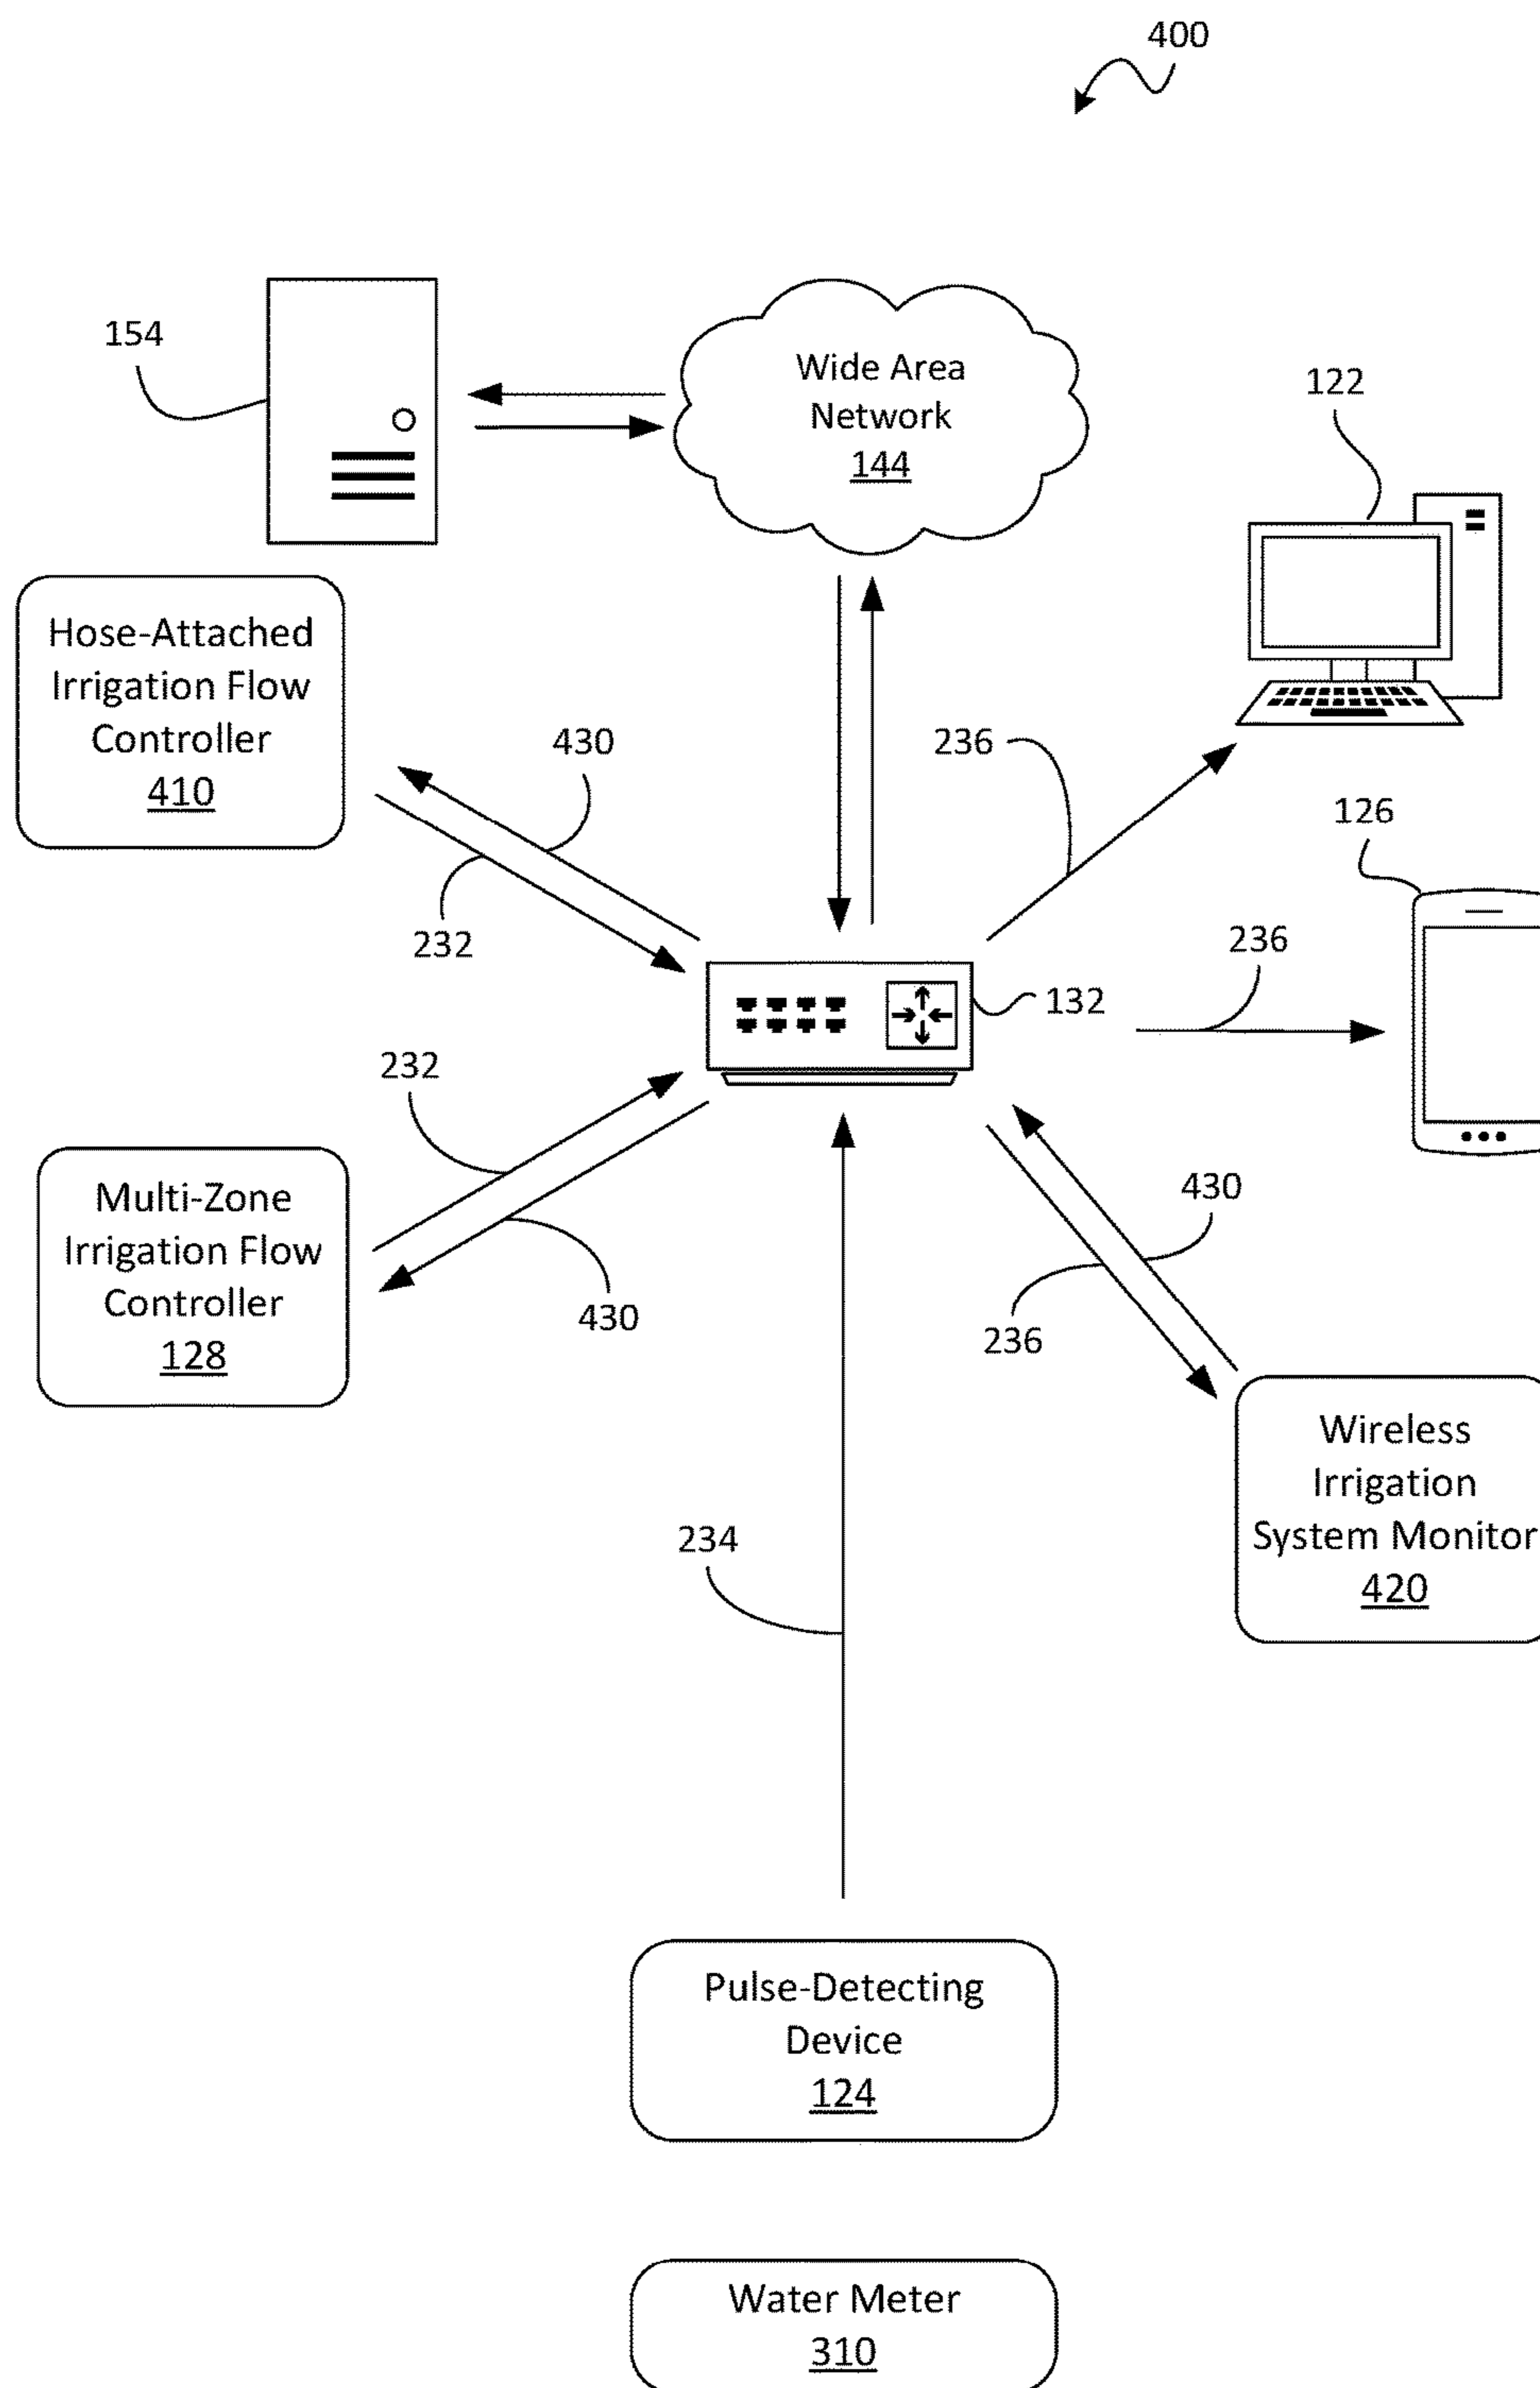 400
154
Wide Area
Network
144
122
Hose-Attached
Irrigation Flow
Controller
410
430
232
236
126
236
132
232
Multi-Zone
Irrigation Flow
Controller
128
430
430
236
Wireless
Irrigation
System Monitor
420
234
Pulse-Detecting
Device
124
Water Meter
310